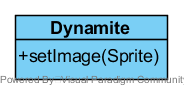 Dynamite
+setImage(Sprite)
Powered By Visual Paradigm Community